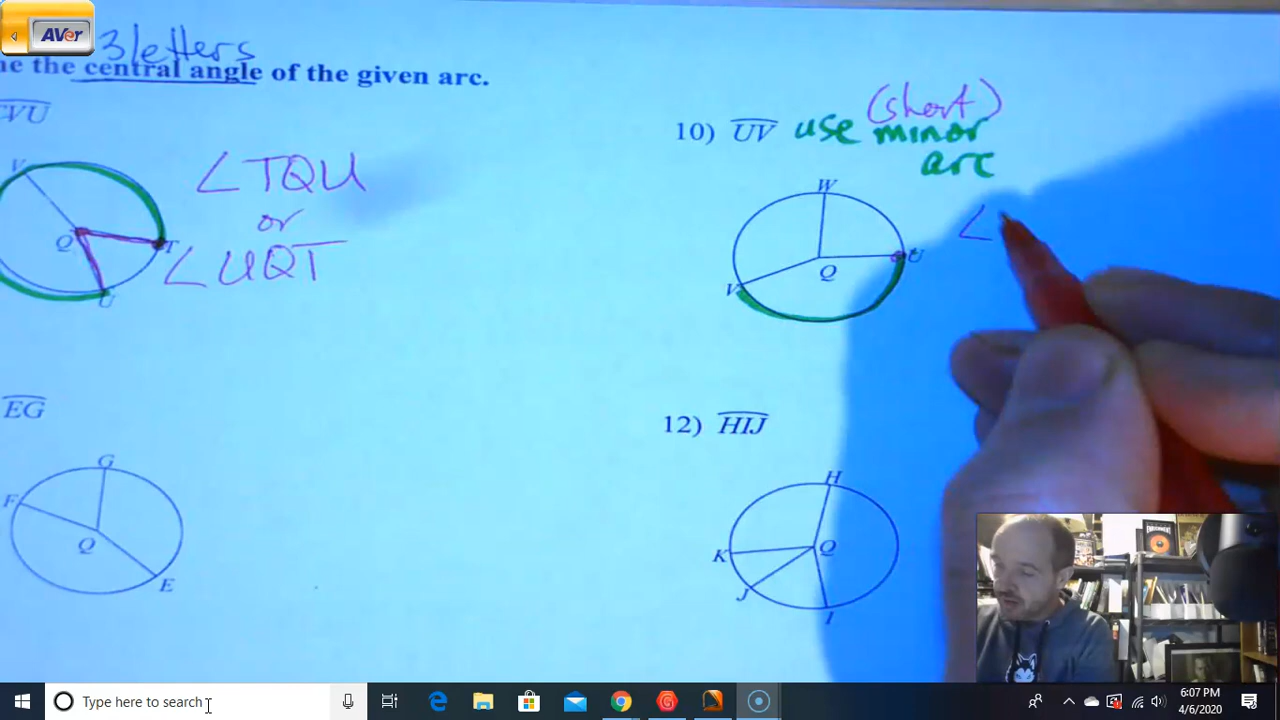 AVer
3 letters
me the central angle of the given arc.
VU
∠TQU
or
∠UQT
V
Q
T
U
10) UV use minor
(short)
arc
W
Q
U
V
∠
EG
G
F
Q
E
12) HIJ
H
K
Q
J
I
Type here to search
6:07 PM
4/6/2020